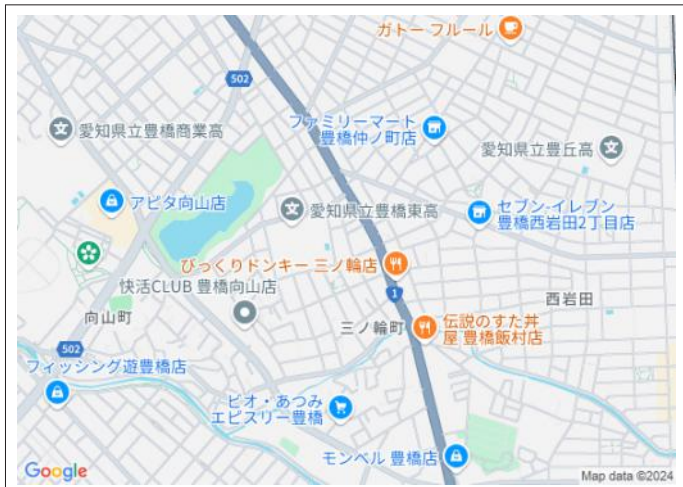 ガトー フルール
502
ファミリーマート
豊橋仲ノ町店
愛知県立豊橋商業高
愛知県立豊丘高
アピタ向山店
愛知県立豊橋東高
セブン-イレブン
豊橋西岩田2丁目店
びっくりドンキー 三ノ輪店
快活CLUB 豊橋向山店
1
西岩田
向山町
三ノ輪町
伝説のすた丼
屋 豊橋飯村店
502
フィッシング遊豊橋店
ビオ・あつみ
エピスリー豊橋
モンベル 豊橋店
Google
Map data ©2024